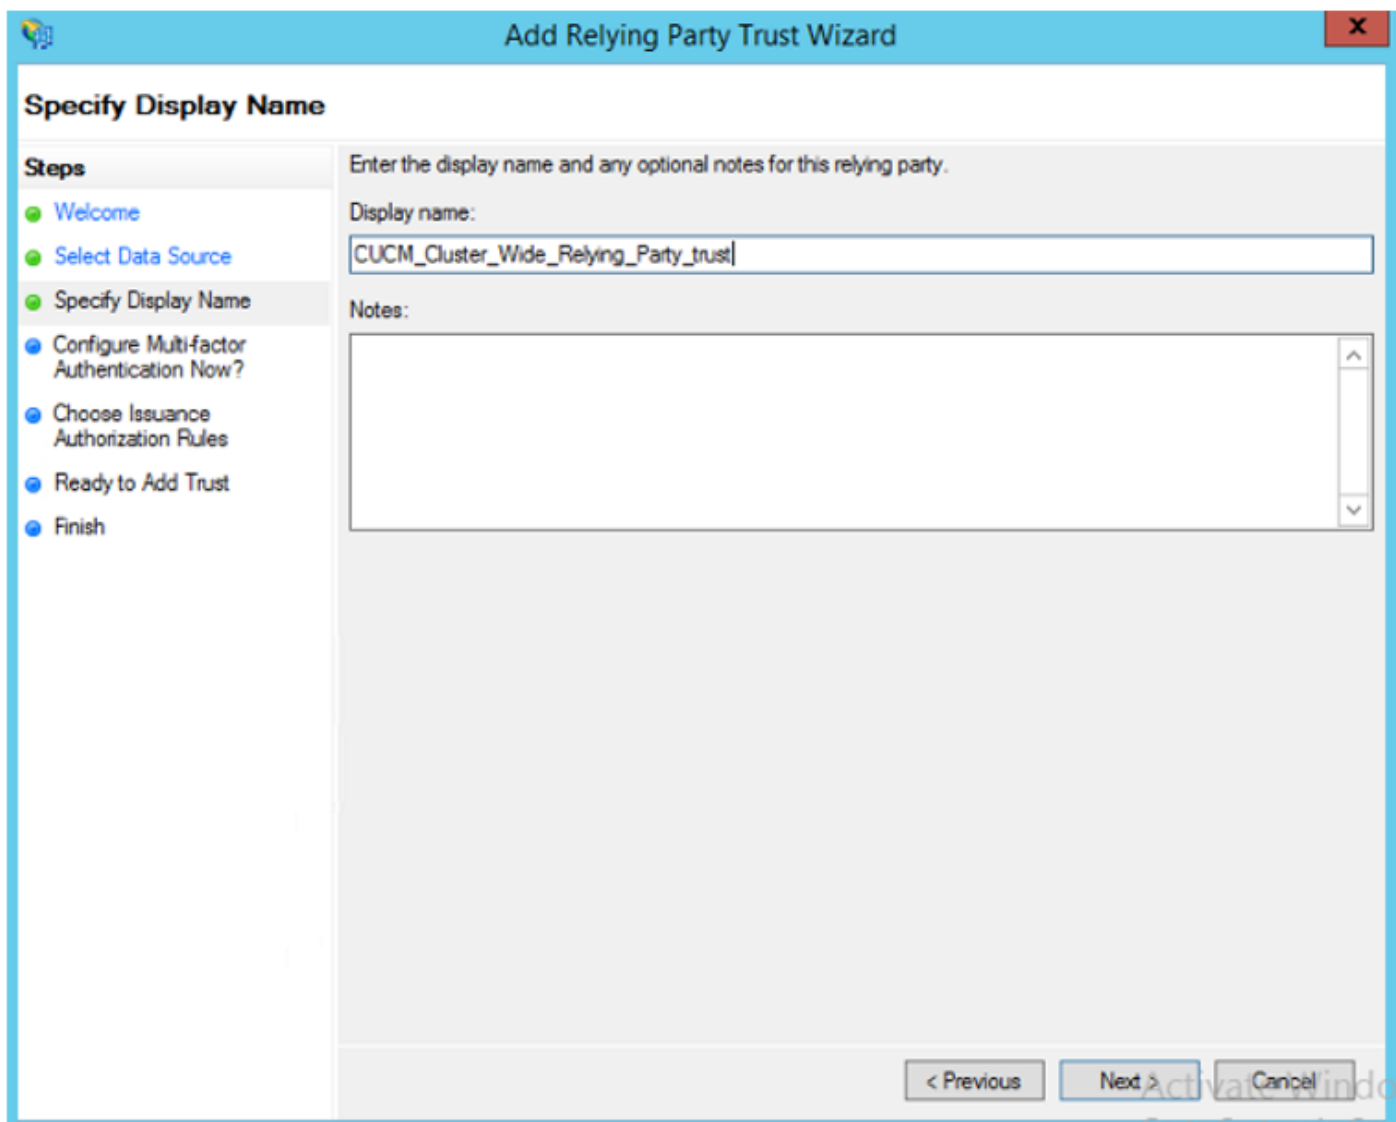 Add Relying Party Trust Wizard
X
Specify Display Name
Steps
Welcome
Select Data Source
Specify Display Name
Configure Multi-factor
Authentication Now?
Choose Issuance
Authorization Rules
Ready to Add Trust
Finish
Enter the display name and any optional notes for this relying party.
Display name:
CUCM_Cluster_Wide_Relying_Party_trust
Notes:
< Previous
Next >
Cancel
Activate Windo